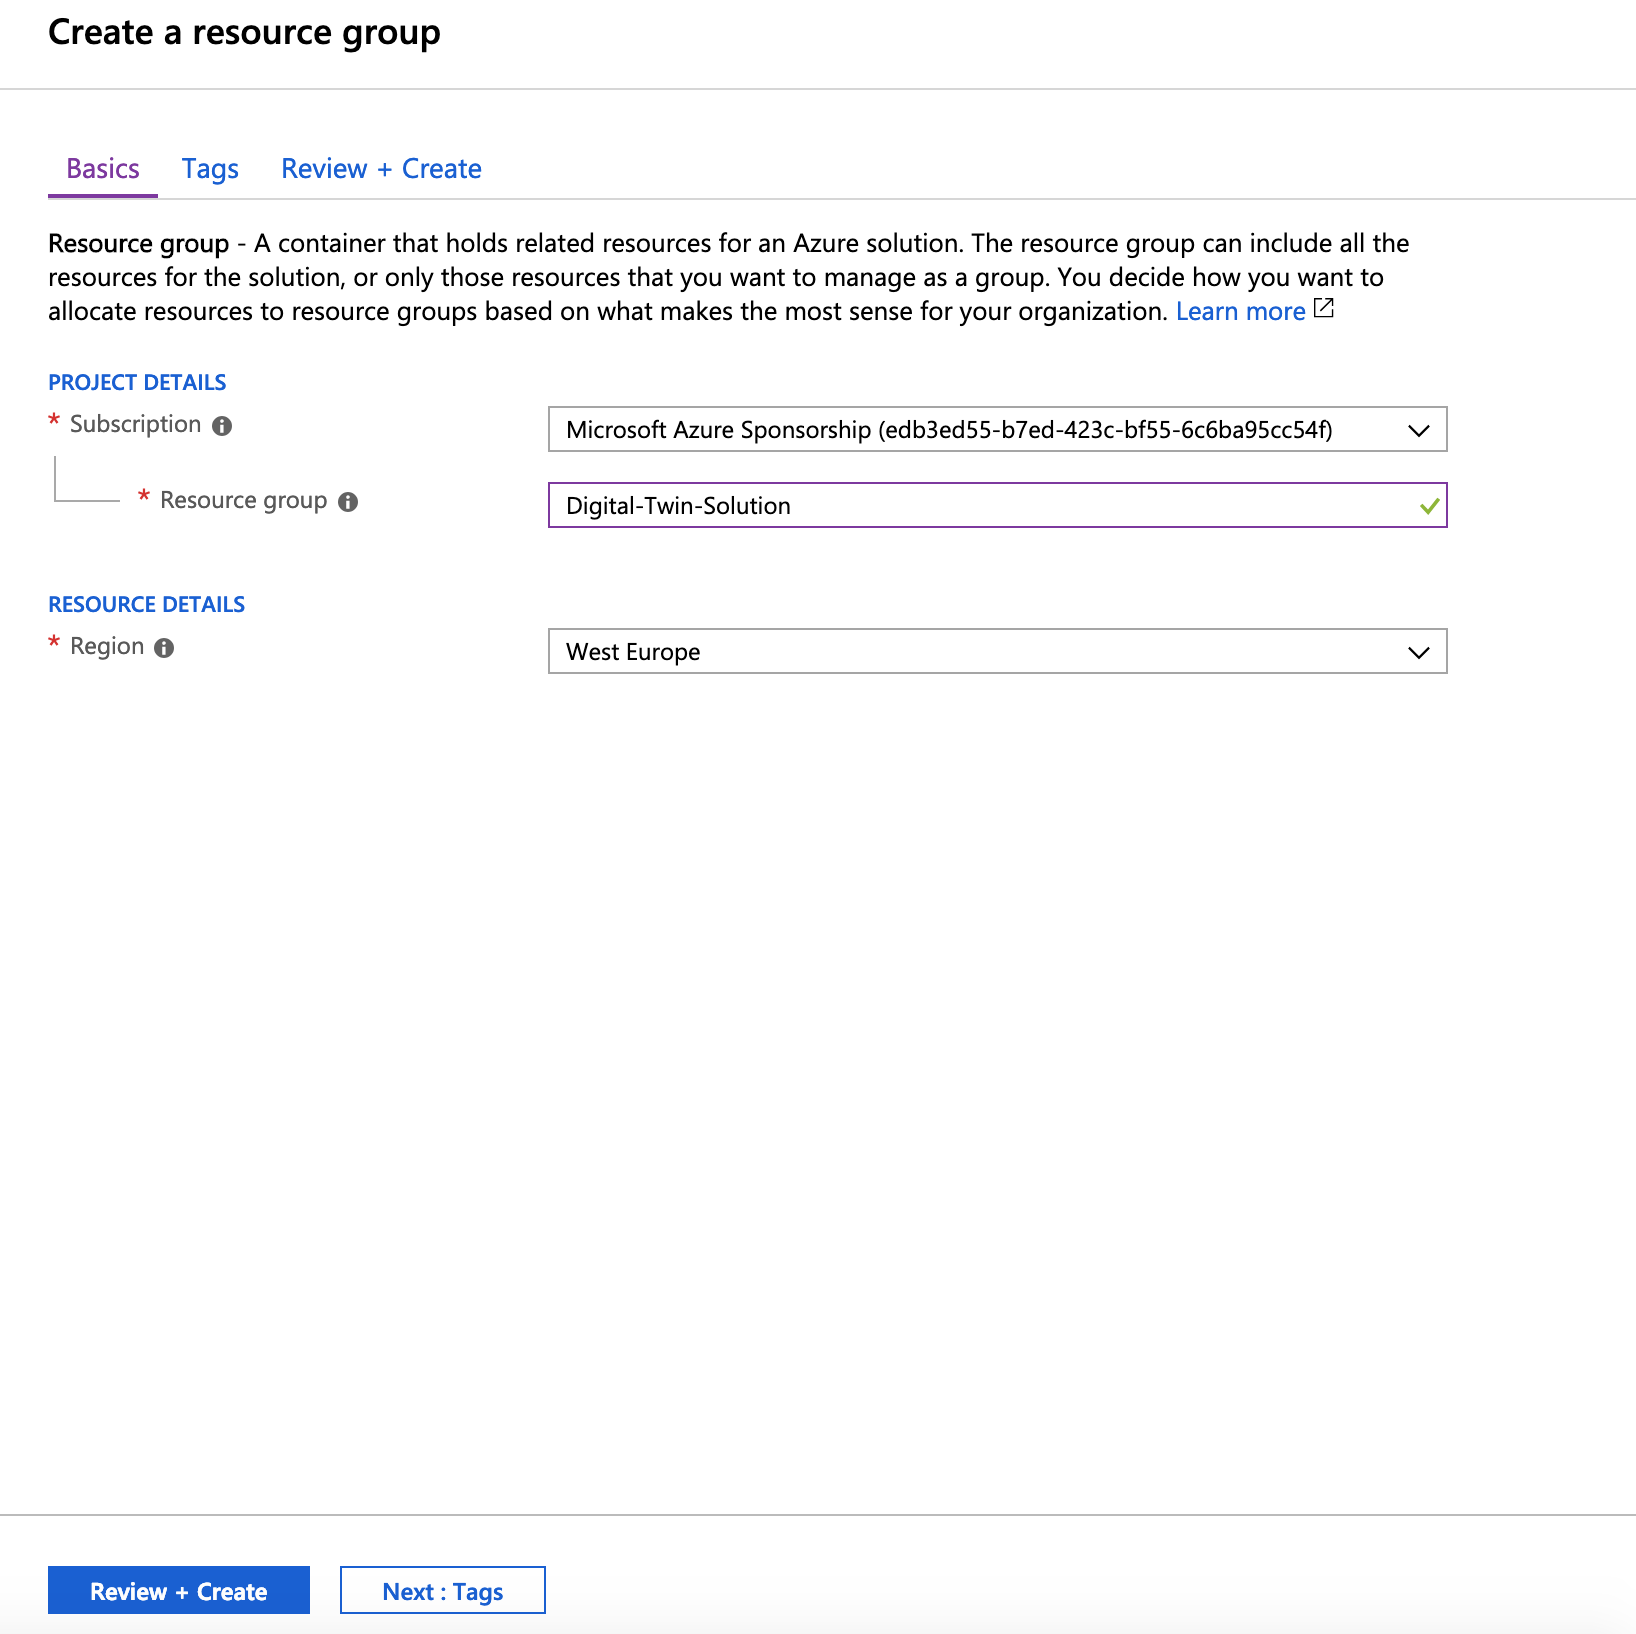 Create a resource group
Basics Tags Review + Create
Resource group - A container that holds related resources for an Azure solution. The resource group can include all the
resources for the solution, or only those resources that you want to manage as a group. You decide how you want to
allocate resources to resource groups based on what makes the most sense for your organization. Learn more
PROJECT DETAILS
* Subscription Microsoft Azure Sponsorship (edb3ed55-b7ed-423c-bf55-6c6ba95cc54f)
* Resource group Digital-Twin-Solution
RESOURCE DETAILS
* Region West Europe
Review + Create Next : Tags